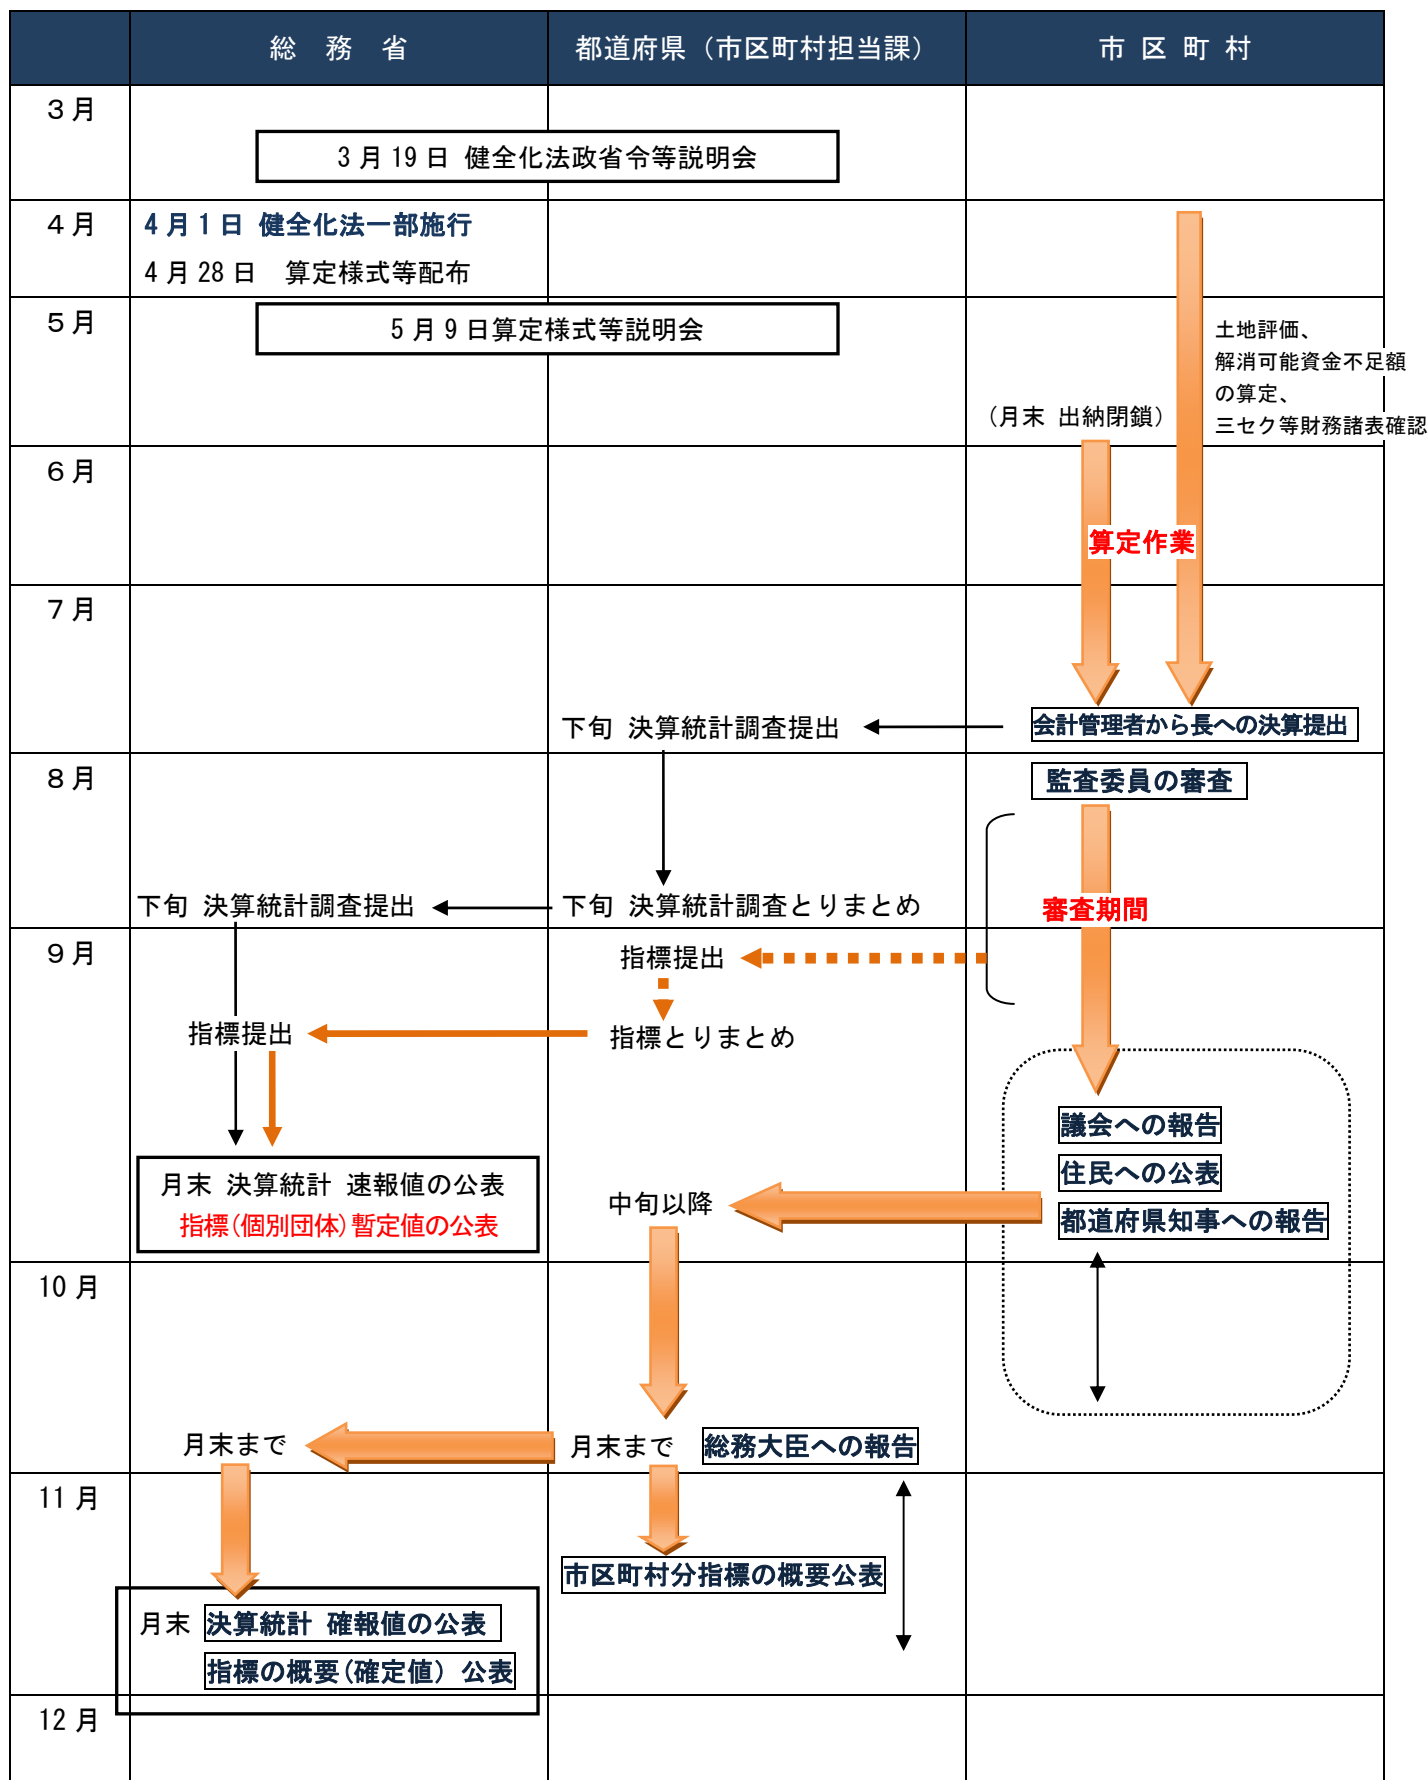 総 務 省
都道府県（市区町村担当課）
市 区 町 村
３月
3月19日 健全化法政省令等説明会
４月
4月1日 健全化法一部施行
4月28日 算定様式等配布
５月
5月9日算定様式等説明会
土地評価、
解消可能資金不足額
の算定、
三セク等財務諸表確認
（月末 出納閉鎖）
６月
算定作業
７月
下旬 決算統計調査提出
会計管理者から長への決算提出
８月
監査委員の審査
下旬 決算統計調査提出
下旬 決算統計調査とりまとめ
審査期間
９月
指標提出
指標提出
指標とりまとめ
議会への報告
住民への公表
都道府県知事への報告
月末 決算統計 速報値の公表
指標(個別団体)暫定値の公表
中旬以降
10月
月末まで
月末まで
総務大臣への報告
11月
市区町村分指標の概要公表
月末 決算統計 確報値の公表
指標の概要(確定値）公表
12月